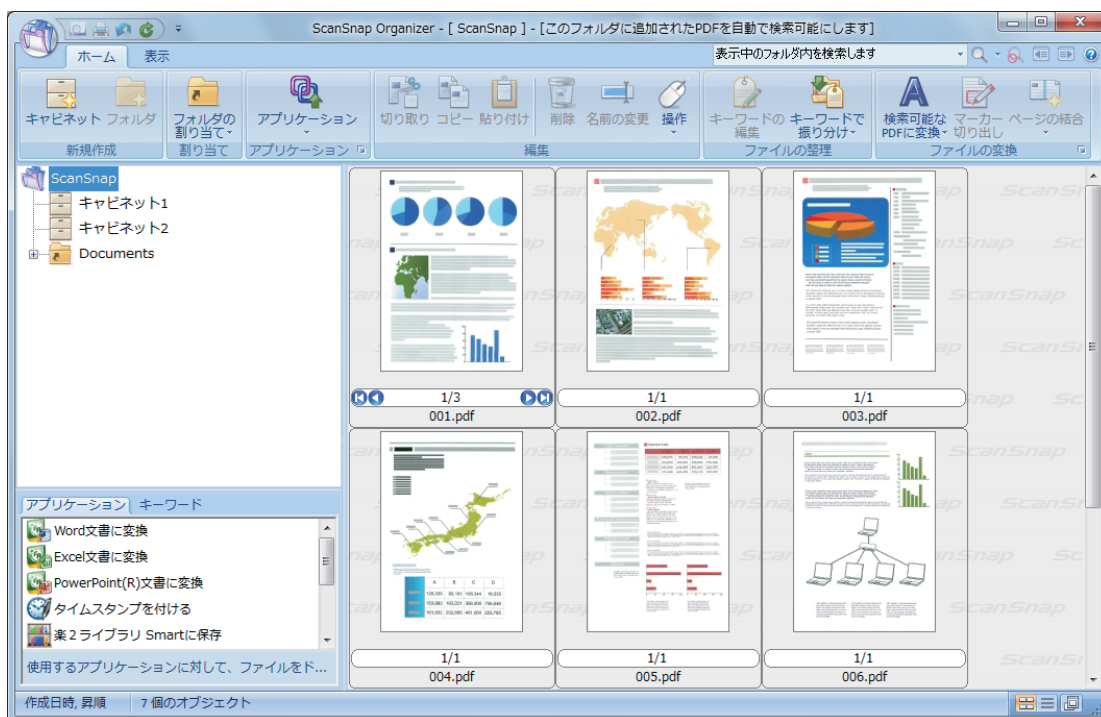 ScanSnap Organizer - [ ScanSnap ] - [このフォルダに追加されたPDFを自動で検索可能にします]
ホーム 表示
表示中のフォルダ内を検索します
キャビネット フォルダ
新規作成
フォルダの
割り当て
割り当て
アプリケーション
アプリケーション
切り取り コピー 貼り付け 削除 名前の変更 操作
編集
キーワードの
編集
キーワードで
振り分け
ファイルの整理
検索可能な
PDFに変換
マーカー
切り出し
ページの結合
ファイルの変換
ScanSnap
キャビネット1
キャビネット2
Documents
1/3
001.pdf
1/1
002.pdf
1/1
003.pdf
1/1
004.pdf
1/1
005.pdf
1/1
006.pdf
アプリケーション キーワード
Word文書に変換
Excel文書に変換
PowerPoint(R)文書に変換
タイムスタンプを付ける
楽2ライブラリ Smartに保存
使用するアプリケーションに対して、ファイルをド...
作成日時, 昇順 7 個のオブジェクト